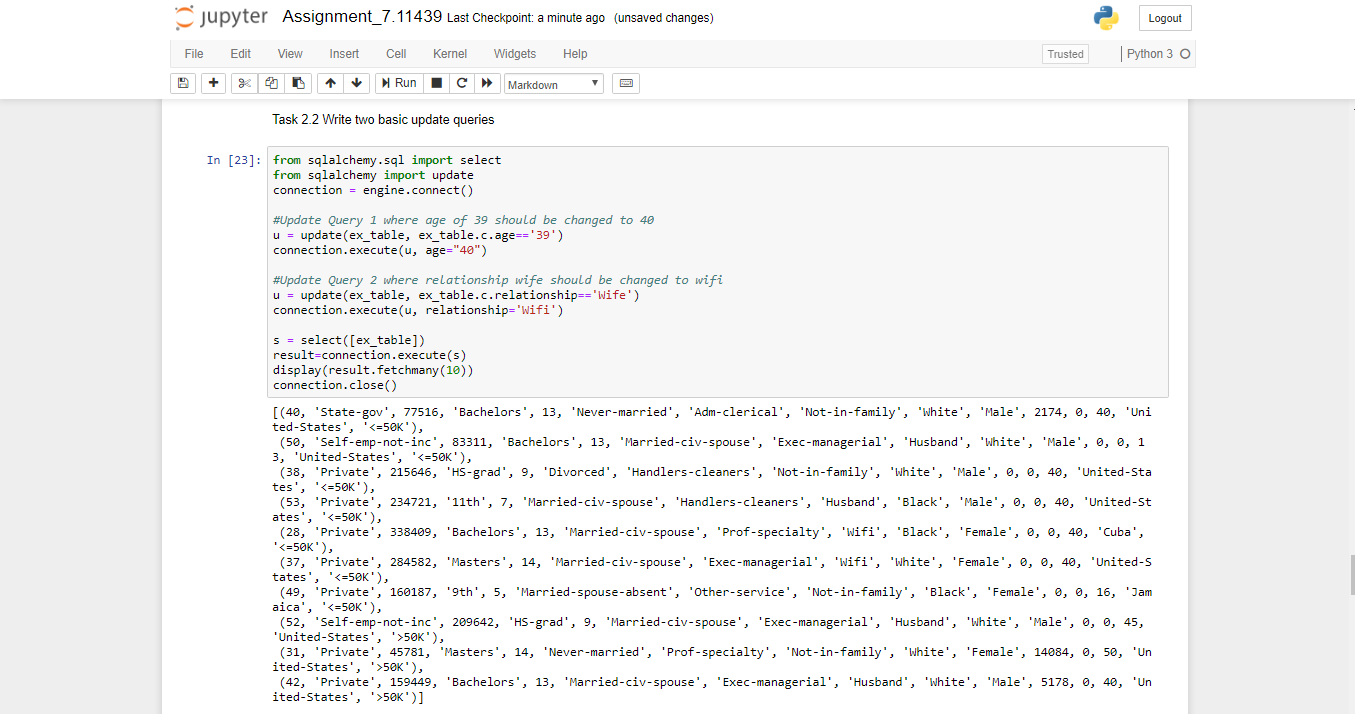 jupyter Assignment_7.11439 Last Checkpoint: a minute ago (unsaved changes) Logout
File Edit View Insert Cell Kernel Widgets Help Trusted Python 3
Run Markdown
Task 2.2 Write two basic update queries
In [23]: from sqlalchemy.sql import select
from sqlalchemy import update
connection = engine.connect()
#Update Query 1 where age of 39 should be changed to 40
u = update(ex_table, ex_table.c.age=='39')
connection.execute(u, age="40")
#Update Query 2 where relationship wife should be changed to wifi
u = update(ex_table, ex_table.c.relationship=='Wife')
connection.execute(u, relationship='Wifi')
s = select([ex_table])
result=connection.execute(s)
display(result.fetchmany(10))
connection.close()
[(40, 'State-gov', 77516, 'Bachelors', 13, 'Never-married', 'Adm-clerical', 'Not-in-family', 'White', 'Male', 2174, 0, 40, 'Uni
ted-States', '<=50K'),
(50, 'Self-emp-not-inc', 83311, 'Bachelors', 13, 'Married-civ-spouse', 'Exec-managerial', 'Husband', 'White', 'Male', 0, 0, 1
3, 'United-States', '<=50K'),
(38, 'Private', 215646, 'HS-grad', 9, 'Divorced', 'Handlers-cleaners', 'Not-in-family', 'White', 'Male', 0, 0, 40, 'United-Sta
tes', '<=50K'),
(53, 'Private', 234721, '11th', 7, 'Married-civ-spouse', 'Handlers-cleaners', 'Husband', 'Black', 'Male', 0, 0, 40, 'United-St
ates', '<=50K'),
(28, 'Private', 338409, 'Bachelors', 13, 'Married-civ-spouse', 'Prof-specialty', 'Wifi', 'Black', 'Female', 0, 0, 40, 'Cuba',
'<=50K'),
(37, 'Private', 284582, 'Masters', 14, 'Married-civ-spouse', 'Exec-managerial', 'Wifi', 'White', 'Female', 0, 0, 40, 'United-S
tates', '<=50K'),
(49, 'Private', 160187, '9th', 5, 'Married-spouse-absent', 'Other-service', 'Not-in-family', 'Black', 'Female', 0, 0, 16, 'Jam
aica', '<=50K'),
(52, 'Self-emp-not-inc', 209642, 'HS-grad', 9, 'Married-civ-spouse', 'Exec-managerial', 'Husband', 'White', 'Male', 0, 0, 45,
'United-States', '>50K'),
(31, 'Private', 45781, 'Masters', 14, 'Never-married', 'Prof-specialty', 'Not-in-family', 'White', 'Female', 14084, 0, 50, 'Un
ited-States', '>50K'),
(42, 'Private', 159449, 'Bachelors', 13, 'Married-civ-spouse', 'Exec-managerial', 'Husband', 'White', 'Male', 5178, 0, 40, 'Un
ited-States', '>50K')]